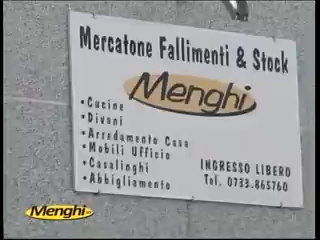 Mercatone Fallimenti & Stock
Menghi
•Cucine
•Divani
•Arredamento Casa
•Mobili Ufficio
•Casalinghi
•Abbigliamento
INGRESSO LIBERO
Tel. 0733.865760
Menghi